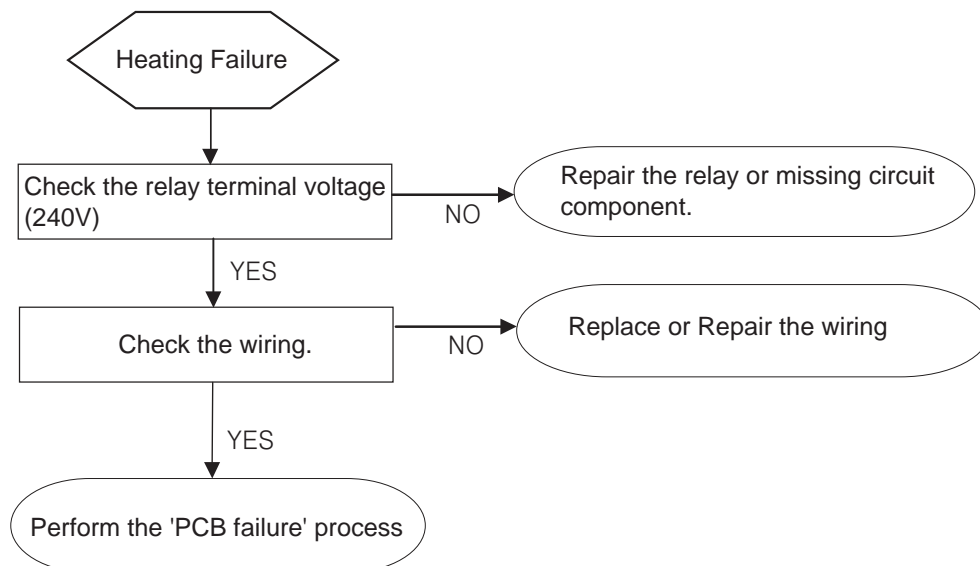 Heating Failure
Check the relay terminal voltage
(240V)
NO
Repair the relay or missing circuit
component.
YES
Check the wiring.
NO
Replace or Repair the wiring
YES
Perform the 'PCB failure' process